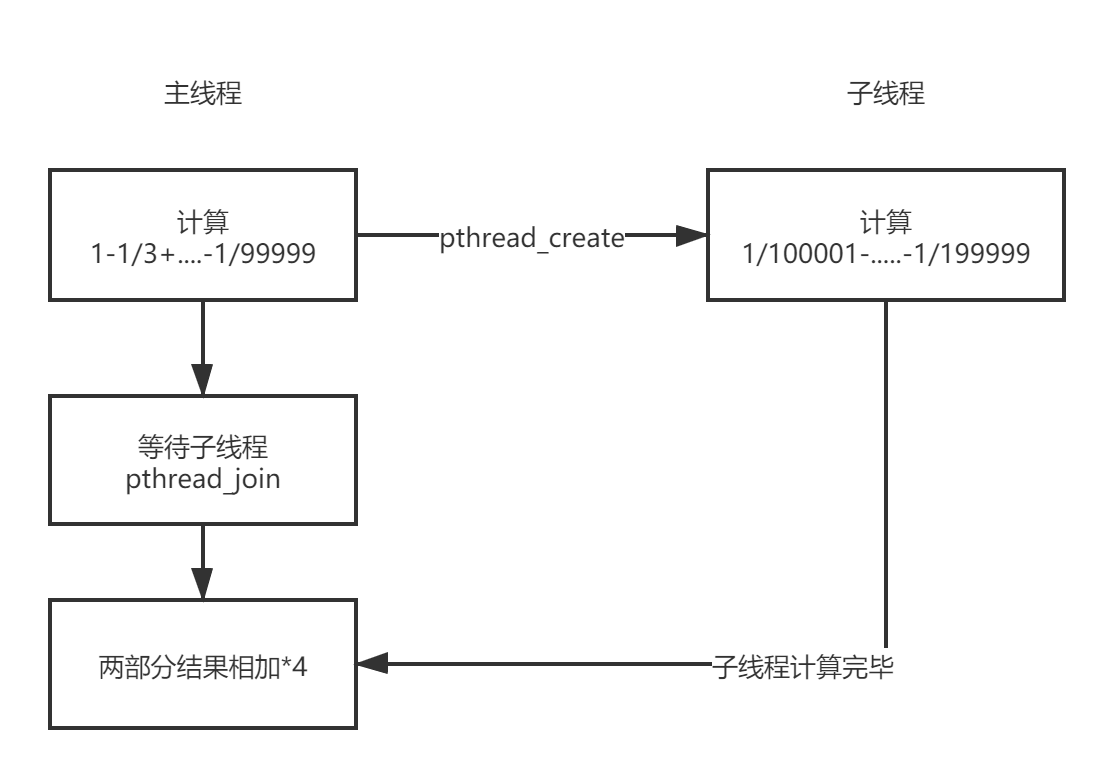 主线程
子线程
计算
1-1/3+....-1/99999
pthread_create
计算
1/100001-.....-1/199999
等待子线程
pthread_join
两部分结果相加*4
子线程计算完毕